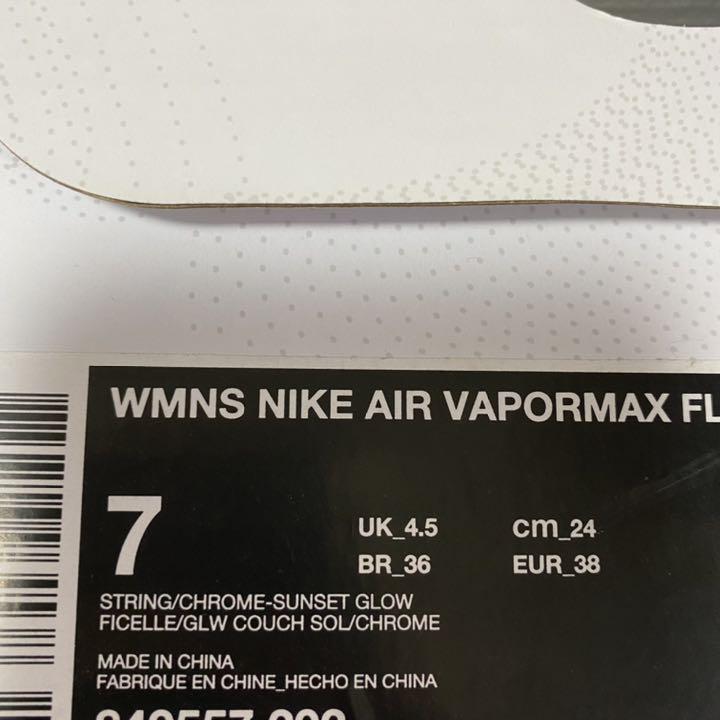 WMNS NIKE AIR VAPORMAX FL
7
UK_4.5 cm_24
BR_36 EUR_38
STRING/CHROME-SUNSET GLOW
FICELLE/GLW COUCH SOL/CHROME
MADE IN CHINA
FABRIQUE EN CHINE_HECHO EN CHINA